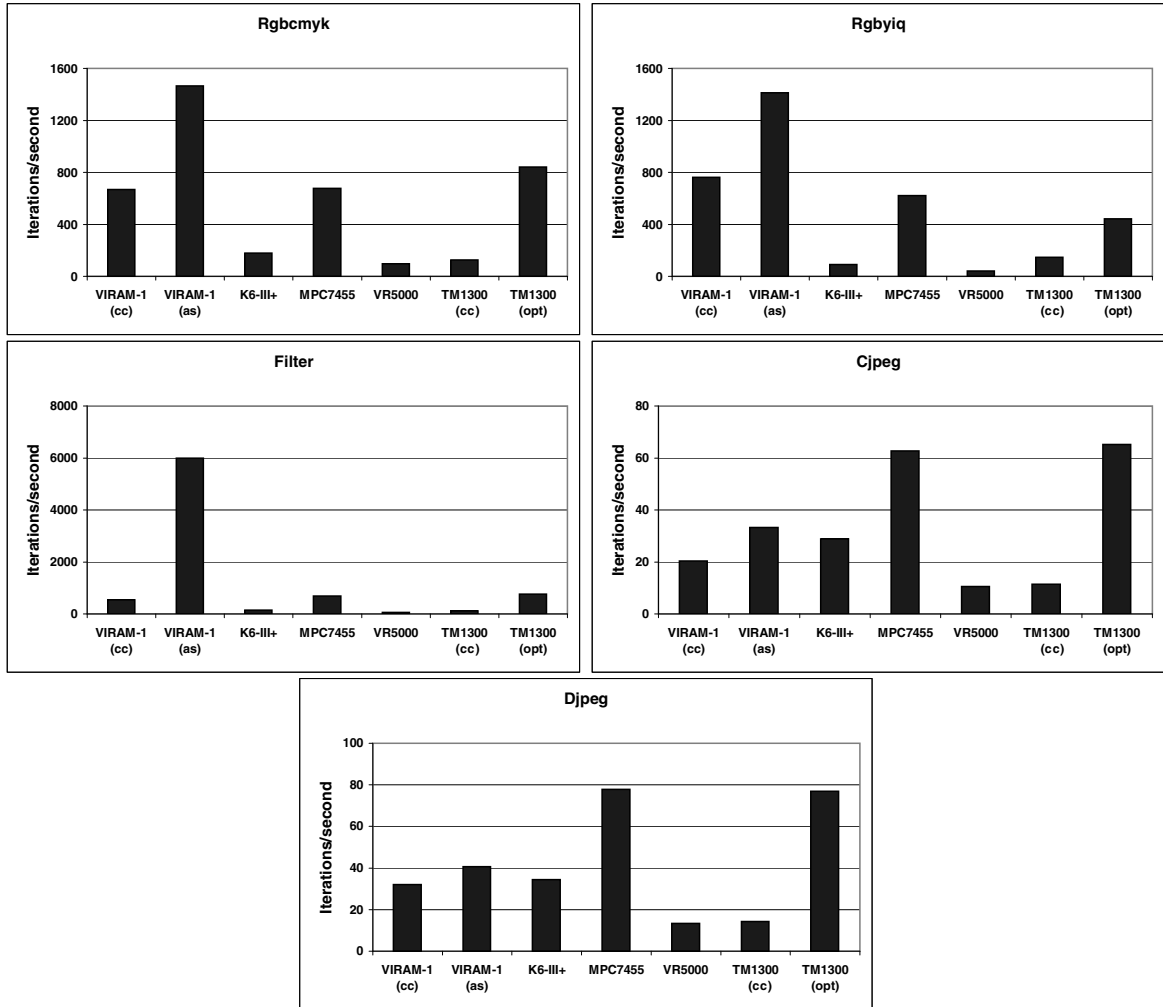 Rgbcmyk
Iterations/second
1600
1200
800
400
0
VIRAM-1 (cc)
VIRAM-1 (as)
K6-III+
MPC7455
VR5000
TM1300 (cc)
TM1300 (opt)
Rgbyiq
Iterations/second
1600
1200
800
400
0
VIRAM-1 (cc)
VIRAM-1 (as)
K6-III+
MPC7455
VR5000
TM1300 (cc)
TM1300 (opt)
Filter
Iterations/second
8000
6000
4000
2000
0
VIRAM-1 (cc)
VIRAM-1 (as)
K6-III+
MPC7455
VR5000
TM1300 (cc)
TM1300 (opt)
Cjpeg
Iterations/second
80
60
40
20
0
VIRAM-1 (cc)
VIRAM-1 (as)
K6-III+
MPC7455
VR5000
TM1300 (cc)
TM1300 (opt)
Djpeg
Iterations/second
100
80
60
40
20
0
VIRAM-1 (cc)
VIRAM-1 (as)
K6-III+
MPC7455
VR5000
TM1300 (cc)
TM1300 (opt)